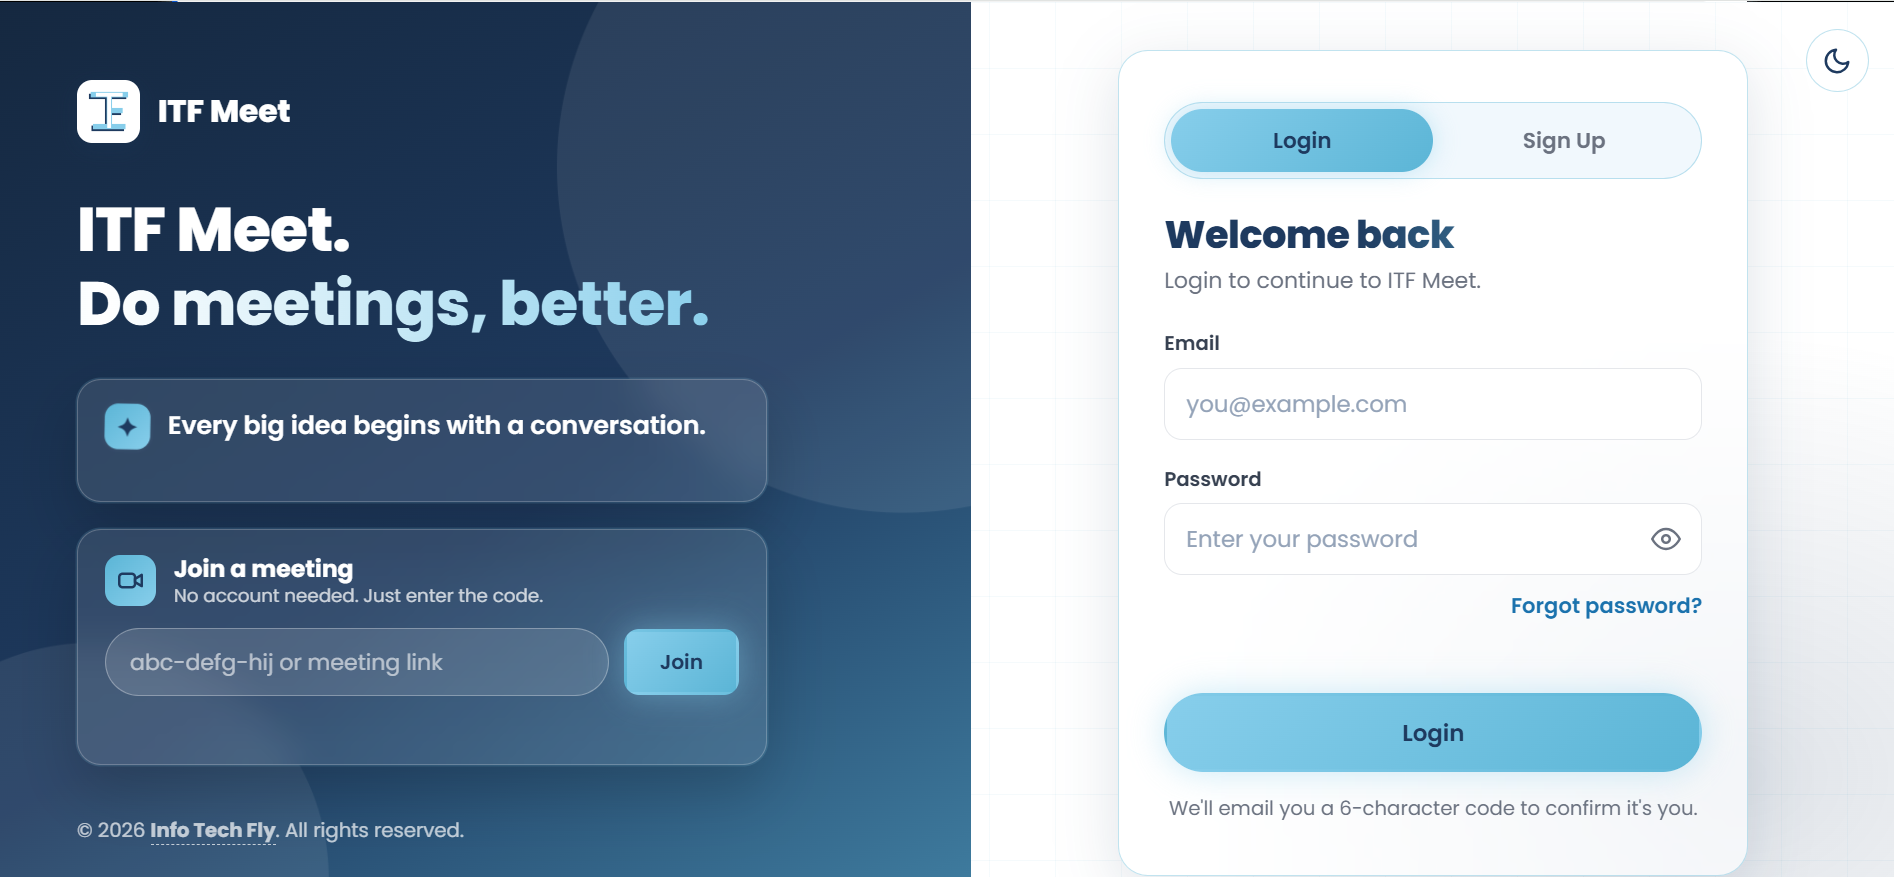 ITF Meet
ITF Meet.
Do meetings, better.
Every big idea begins with a conversation.
Join a meeting
No account needed. Just enter the code.
abc-defg-hij or meeting link
Join
© 2026 Info Tech Fly. All rights reserved.
Login
Sign Up
Welcome back
Login to continue to ITF Meet.
Email
you@example.com
Password
Enter your password
Forgot password?
Login
We'll email you a 6-character code to confirm it's you.